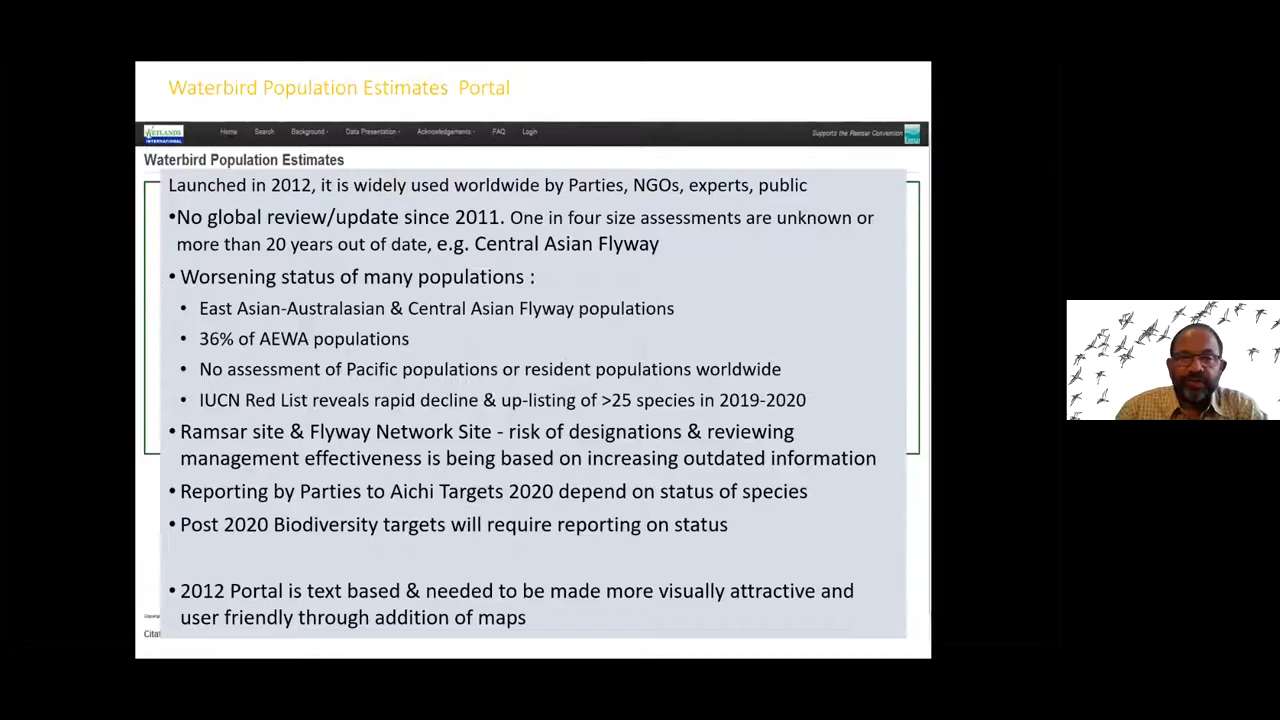 Waterbird Population Estimates Portal
WETLANDS
INTERNATIONAL
Home Search Background Data Presentation Acknowledgements FAQ Login
Supports the Ramsar Convention
Waterbird Population Estimates
Launched in 2012, it is widely used worldwide by Parties, NGOs, experts, public
•No global review/update since 2011. One in four size assessments are unknown or
more than 20 years out of date, e.g. Central Asian Flyway
• Worsening status of many populations :
• East Asian-Australasian & Central Asian Flyway populations
• 36% of AEWA populations
• No assessment of Pacific populations or resident populations worldwide
• IUCN Red List reveals rapid decline & up-listing of >25 species in 2019-2020
• Ramsar site & Flyway Network Site - risk of designations & reviewing
management effectiveness is being based on increasing outdated information
• Reporting by Parties to Aichi Targets 2020 depend on status of species
• Post 2020 Biodiversity targets will require reporting on status
• 2012 Portal is text based & needed to be made more visually attractive and
user friendly through addition of maps